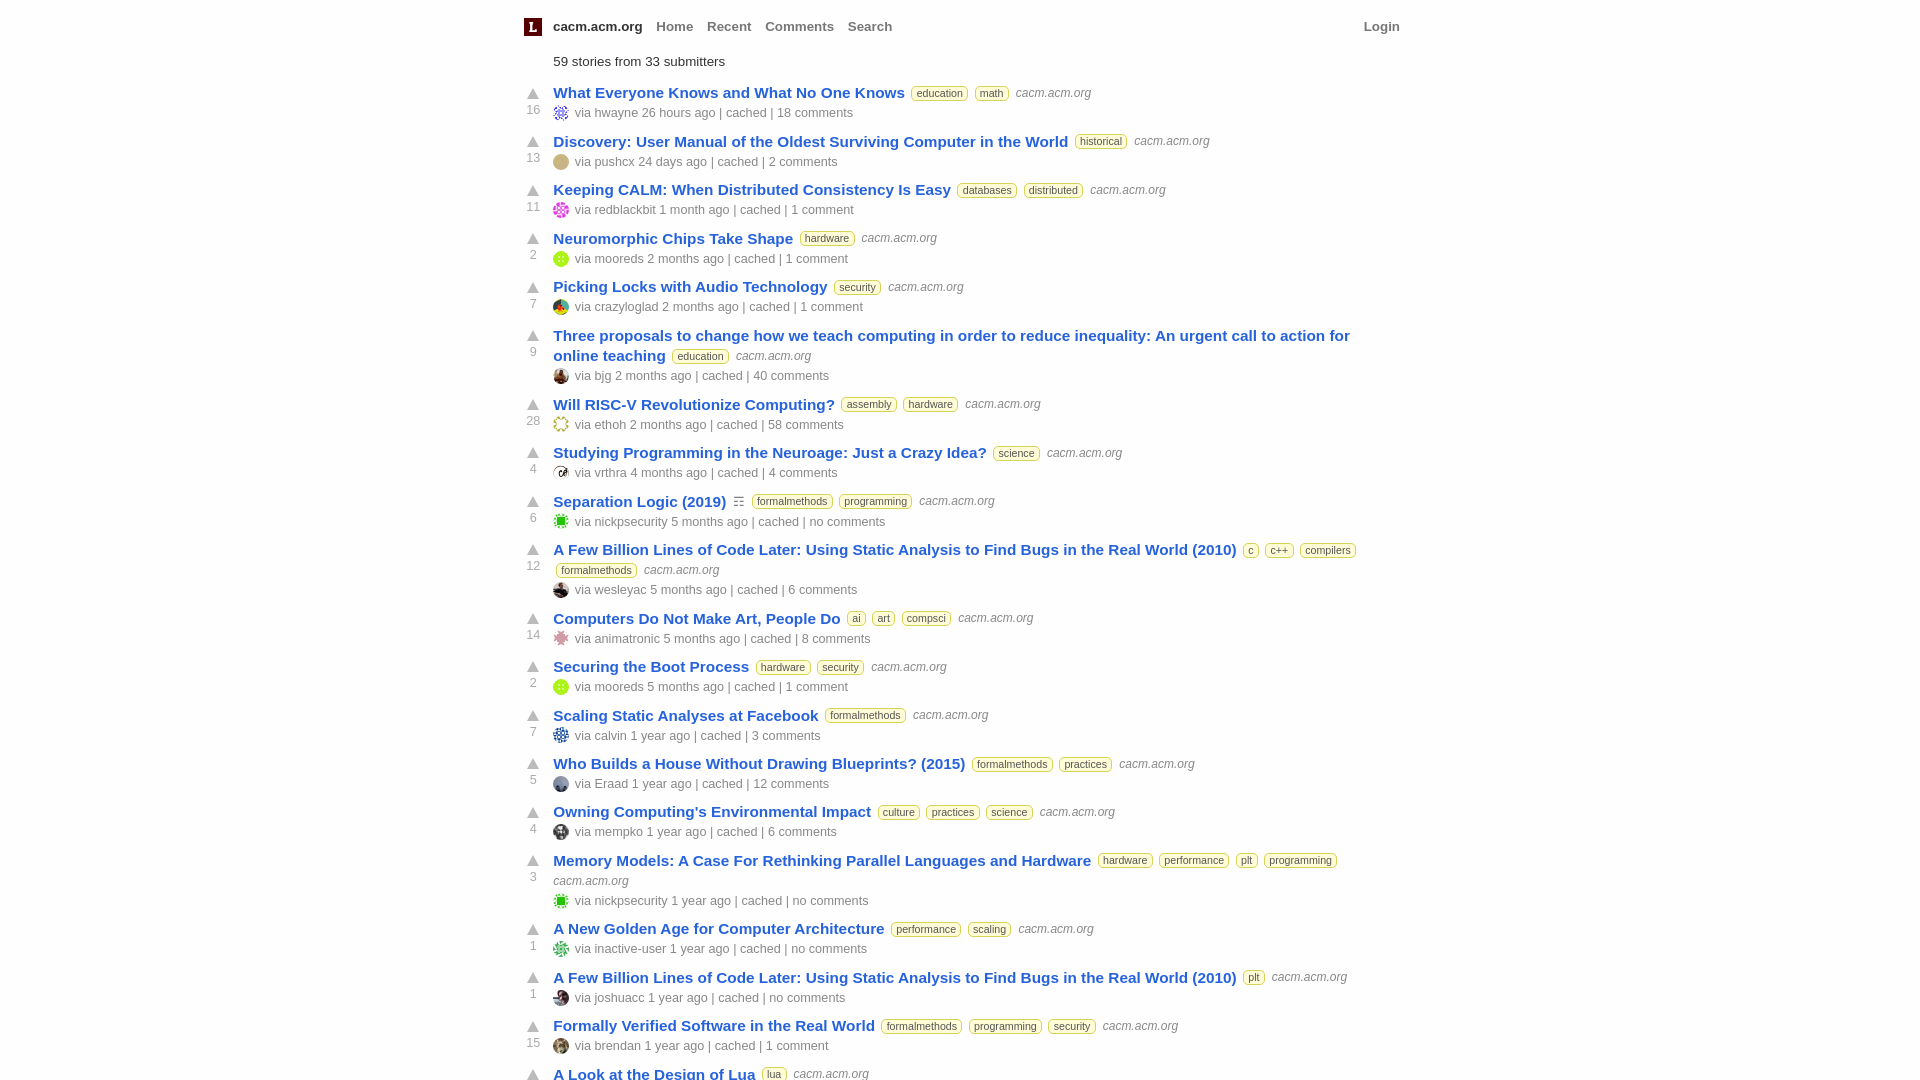 L cacm.acm.org Home Recent Comments Search Login
59 stories from 33 submitters
What Everyone Knows and What No One Knows education math cacm.acm.org
16
via hwayne 26 hours ago | cached | 18 comments
Discovery: User Manual of the Oldest Surviving Computer in the World historical cacm.acm.org
13
via pushcx 24 days ago | cached | 2 comments
Keeping CALM: When Distributed Consistency Is Easy databases distributed cacm.acm.org
11
via redblackbit 1 month ago | cached | 1 comment
Neuromorphic Chips Take Shape hardware cacm.acm.org
2
via mooreds 2 months ago | cached | 1 comment
Picking Locks with Audio Technology security cacm.acm.org
7
via crazyloglad 2 months ago | cached | 1 comment
Three proposals to change how we teach computing in order to reduce inequality: An urgent call to action for
9
online teaching education cacm.acm.org
via bjg 2 months ago | cached | 40 comments
Will RISC-V Revolutionize Computing? assembly hardware cacm.acm.org
28
via ethoh 2 months ago | cached | 58 comments
Studying Programming in the Neuroage: Just a Crazy Idea? science cacm.acm.org
4
via vrthra 4 months ago | cached | 4 comments
Separation Logic (2019) ☶ formalmethods programming cacm.acm.org
6
via nickpsecurity 5 months ago | cached | no comments
A Few Billion Lines of Code Later: Using Static Analysis to Find Bugs in the Real World (2010) c c++ compilers
12
formalmethods cacm.acm.org
via wesleyac 5 months ago | cached | 6 comments
Computers Do Not Make Art, People Do ai art compsci cacm.acm.org
14
via animatronic 5 months ago | cached | 8 comments
Securing the Boot Process hardware security cacm.acm.org
2
via mooreds 5 months ago | cached | 1 comment
Scaling Static Analyses at Facebook formalmethods cacm.acm.org
7
via calvin 1 year ago | cached | 3 comments
Who Builds a House Without Drawing Blueprints? (2015) formalmethods practices cacm.acm.org
5
via Eraad 1 year ago | cached | 12 comments
Owning Computing's Environmental Impact culture practices science cacm.acm.org
4
via mempko 1 year ago | cached | 6 comments
Memory Models: A Case For Rethinking Parallel Languages and Hardware hardware performance plt programming
3
cacm.acm.org
via nickpsecurity 1 year ago | cached | no comments
A New Golden Age for Computer Architecture performance scaling cacm.acm.org
1
via inactive-user 1 year ago | cached | no comments
A Few Billion Lines of Code Later: Using Static Analysis to Find Bugs in the Real World (2010) plt cacm.acm.org
1
via joshuacc 1 year ago | cached | no comments
Formally Verified Software in the Real World formalmethods programming security cacm.acm.org
15
via brendan 1 year ago | cached | 1 comment
A Look at the Design of Lua lua cacm.acm.org